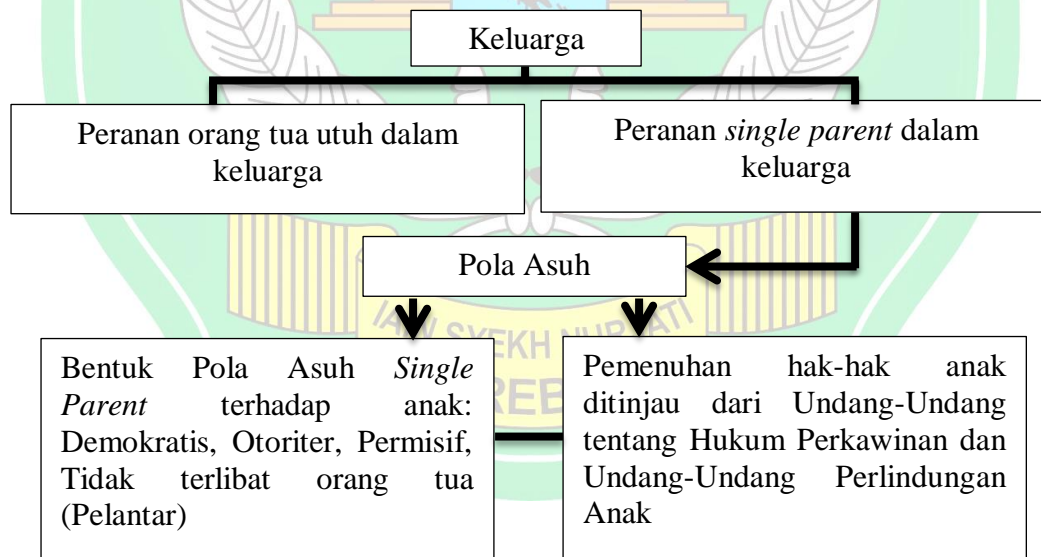 Keluarga
Peranan orang tua utuh dalam
keluarga
Peranan single parent dalam
keluarga
Pola Asuh
IAIN SYEKH
Bentuk Pola Asuh Single
Parent terhadap anak:
Demokratis, Otoriter, Permisif,
Tidak terlibat orang tua
(Pelantar)
Pemenuhan hak-hak anak
ditinjau dari Undang-Undang
tentang Hukum Perkawinan dan
Undang-Undang Perlindungan
Anak